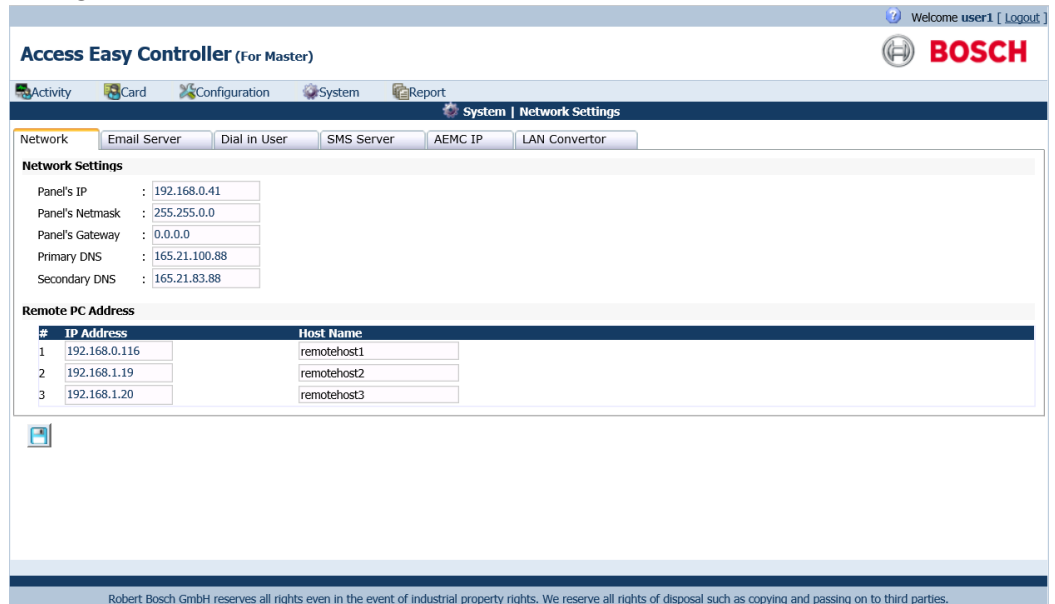 Welcome user1 [ Logout ]
Access Easy Controller (For Master)
BOSCH
Activity Card Configuration System Report
System | Network Settings
Network Email Server Dial in User SMS Server AEMC IP LAN Convertor
Network Settings
Panel's IP : 192.168.0.41
Panel's Netmask : 255.255.0.0
Panel's Gateway : 0.0.0.0
Primary DNS : 165.21.100.88
Secondary DNS : 165.21.83.88
Remote PC Address
# IP Address Host Name
1 192.168.0.116 remotehost1
2 192.168.1.19 remotehost2
3 192.168.1.20 remotehost3
Robert Bosch GmbH reserves all rights even in the event of industrial property rights. We reserve all rights of disposal such as copying and passing on to third parties.